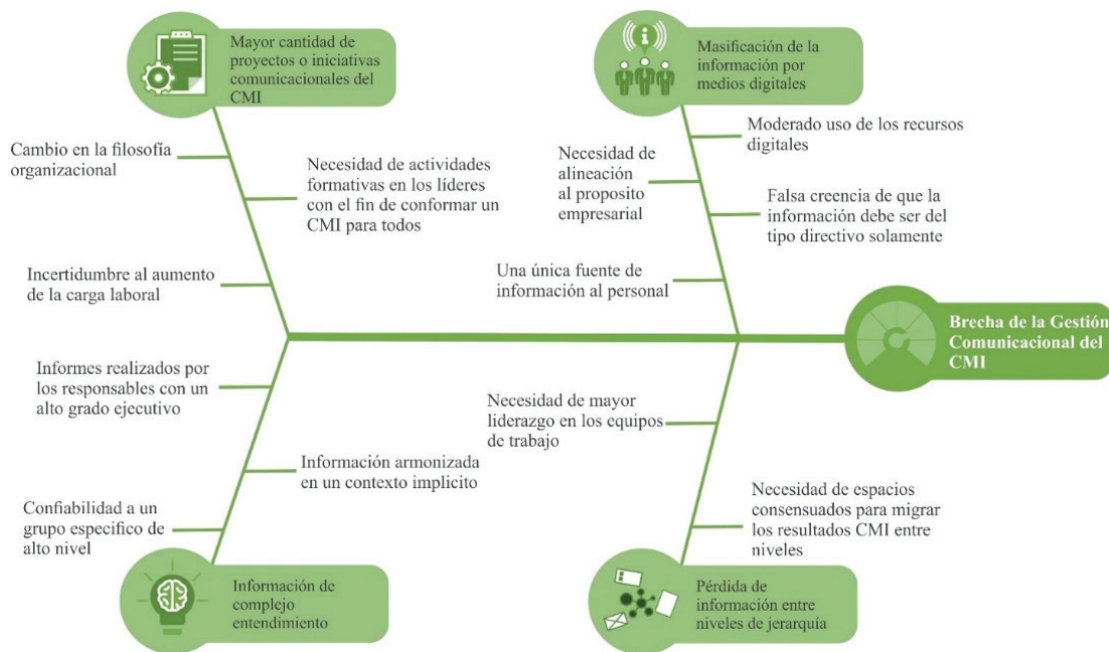 Mayor cantidad de
proyectos o iniciativas
comunicacionales del
CMI
Cambio en la filosofía
organizacional
Necesidad de actividades
formativas en los líderes
con el fin de conformar un
CMI para todos
Incertidumbre al aumento
de la carga laboral
Masificación de la
información por
medios digitales
Moderado uso de los recursos
digitales
Necesidad de
alineación
al proposito
empresarial
Falsa creencia de que la
información debe ser del
tipo directivo solamente
Una única fuente de
información al personal
Brecha de la Gestión
Comunicacional del
CMI
Informes realizados por
los responsables con un
alto grado ejecutivo
Información armonizada
en un contexto implicito
Confiabilidad a un
grupo especifico de
alto nivel
Información de
complejo
entendimiento
Necesidad de mayor
liderazgo en los equipos
de trabajo
Necesidad de espacios
consensuados para migrar
los resultados CMI entre
niveles
Pérdida de
información entre
niveles de jerarquía